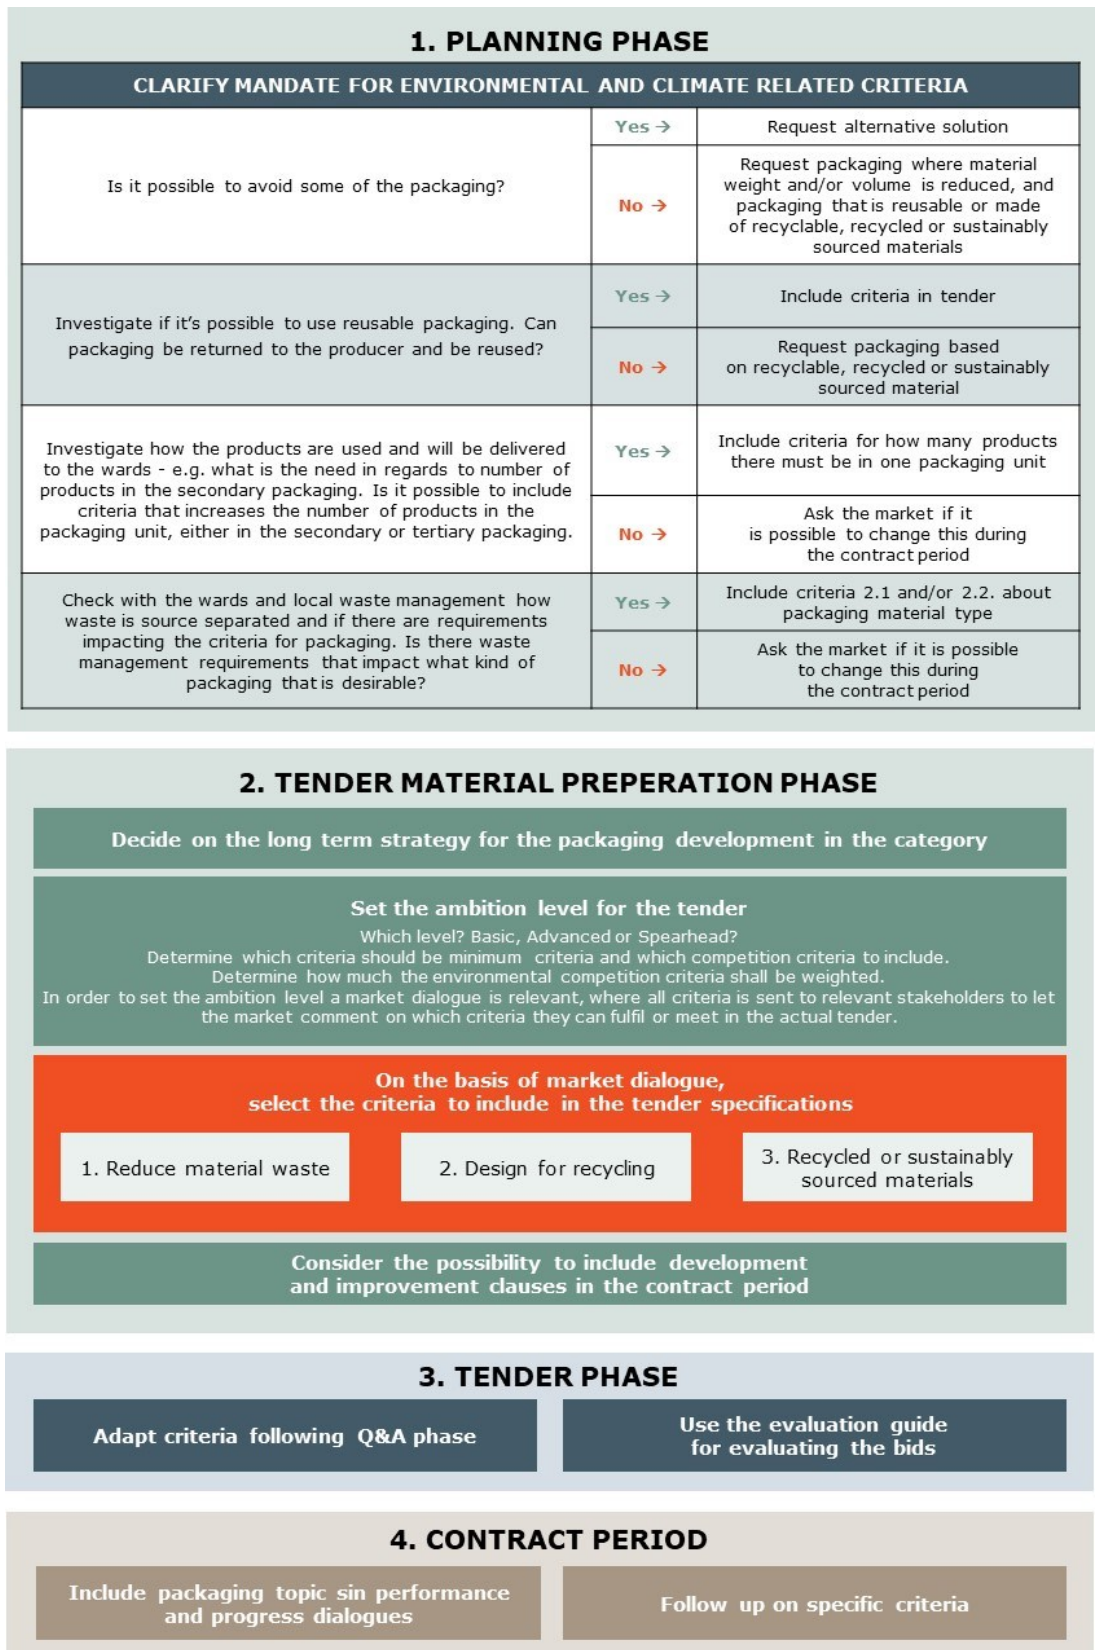 1. PLANNING PHASE
CLARIFY MANDATE FOR ENVIRONMENTAL AND CLIMATE RELATED CRITERIA
Is it possible to avoid some of the packaging?
Yes →
Request alternative solution
No →
Request packaging where material
weight and/or volume is reduced, and
packaging that is reusable or made
of recyclable, recycled or sustainably
sourced materials
Investigate if it's possible to use reusable packaging. Can
packaging be returned to the producer and be reused?
Yes →
Include criteria in tender
No →
Request packaging based
on recyclable, recycled or sustainably
sourced material
Investigate how the products are used and will be delivered
to the wards - e.g. what is the need in regards to number of
products in the secondary packaging. Is it possible to include
criteria that increases the number of products in the
packaging unit, either in the secondary or tertiary packaging.
Yes →
Include criteria for how many products
there must be in one packaging unit
No →
Ask the market if it
is possible to change this during
the contract period
Check with the wards and local waste management how
waste is source separated and if there are requirements
impacting the criteria for packaging. Is there waste
management requirements that impact what kind of
packaging that is desirable?
Yes →
Include criteria 2.1 and/or 2.2. about
packaging material type
No →
Ask the market if it is possible
to change this during
the contract period
2. TENDER MATERIAL PREPERATION PHASE
Decide on the long term strategy for the packaging development in the category
Set the ambition level for the tender
Which level? Basic, Advanced or Spearhead?
Determine which criteria should be minimum criteria and which competition criteria to include.
Determine how much the environmental competition criteria shall be weighted.
In order to set the ambition level a market dialogue is relevant, where all criteria is sent to relevant stakeholders to let
the market comment on which criteria they can fulfil or meet in the actual tender.
On the basis of market dialogue,
select the criteria to include in the tender specifications
1. Reduce material waste
2. Design for recycling
3. Recycled or sustainably
sourced materials
Consider the possibility to include development
and improvement clauses in the contract period
3. TENDER PHASE
Adapt criteria following Q&A phase
Use the evaluation guide
for evaluating the bids
4. CONTRACT PERIOD
Include packaging topic sin performance
and progress dialogues
Follow up on specific criteria